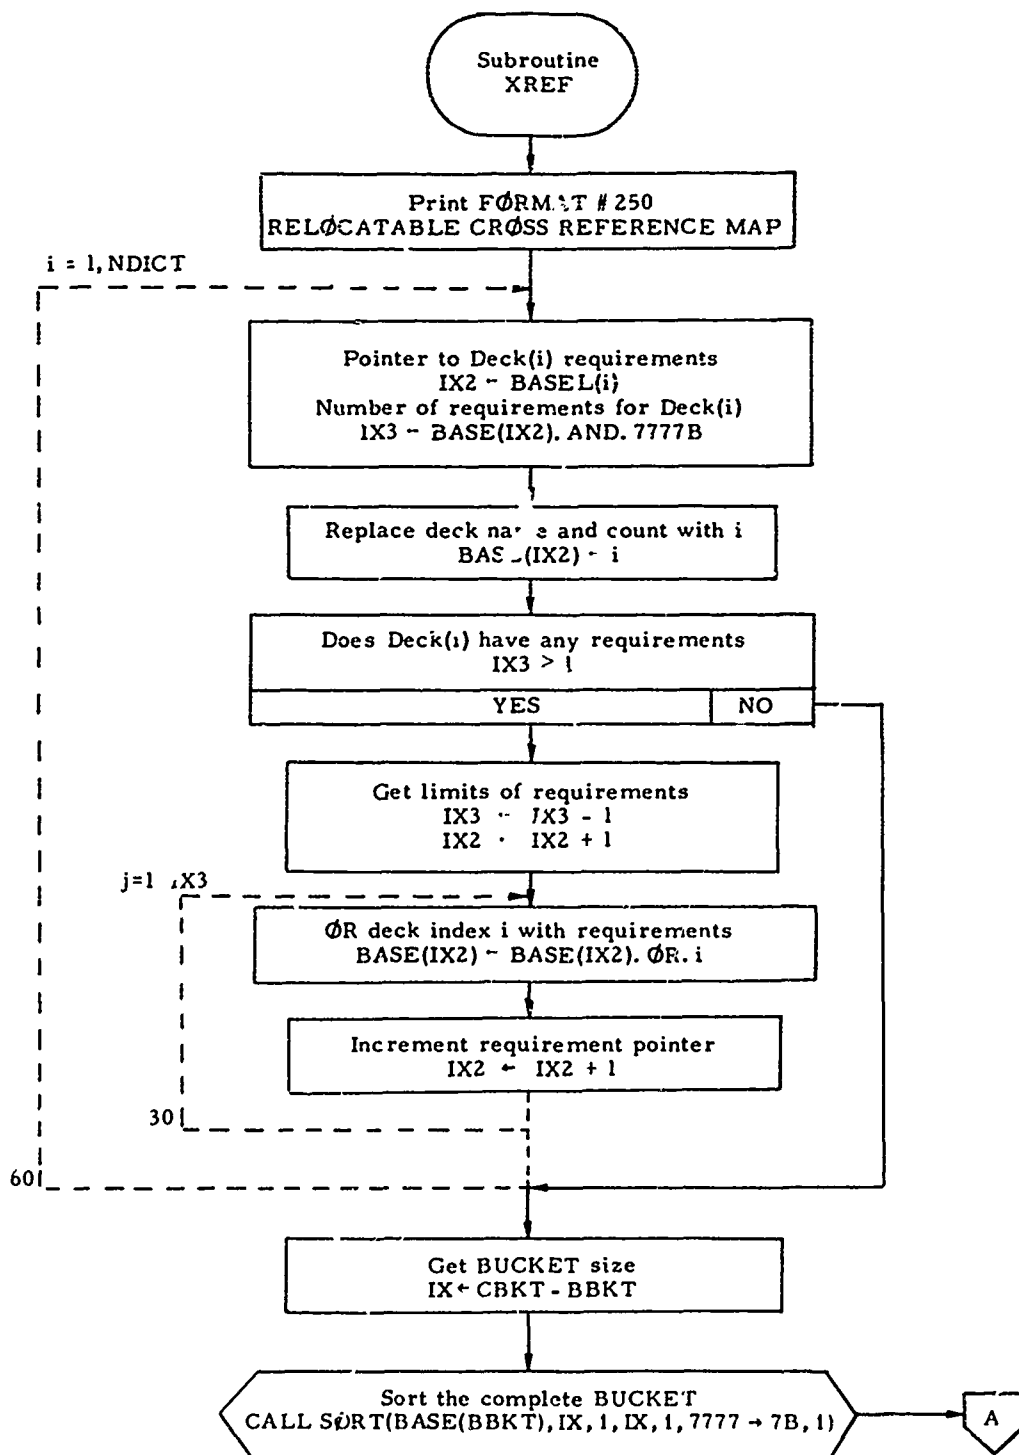 Subroutine
XREF
Print FØRMAT #250
RELØCATABLE CRØSS REFERENCE MAP
i = 1, NDICT
Pointer to Deck(i) requirements
IX2 ← BASEL(i)
Number of requirements for Deck(i)
IX3 ← BASE(IX2). AND. 7777B
Replace deck name and count with i
BASE(IX2) ← i
Does Deck(i) have any requirements
IX3 > 1
YES NO
Get limits of requirements
IX3 ← IX3 - 1
IX2 ← IX2 + 1
j=1, IX3
ØR deck index i with requirements
BASE(IX2) ← BASE(IX2). ØR. i
Increment requirement pointer
IX2 ← IX2 + 1
30
60
Get BUCKET size
IX ← CBKT - BBKT
Sort the complete BUCKET
CALL SØRT(BASE(BBKT), IX, 1, IX, 1, 7777 → 7B, 1)
A